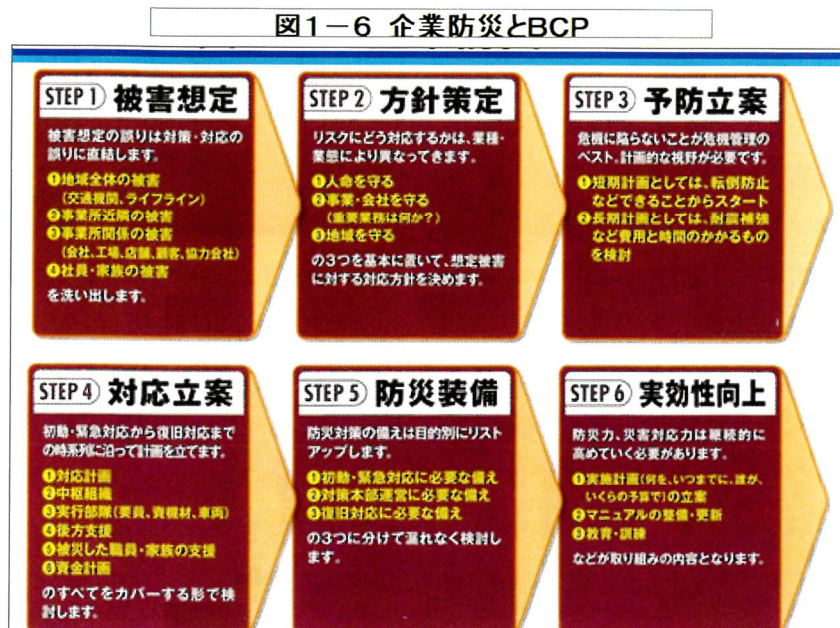 図1－6 企業防災とBCP
STEP 1 被害想定
被害想定の誤りは対策・対応の
誤りに直結します。
❶地域全体の被害
(交通機関、ライフライン)
❷事業所近隣の被害
❸事業所関係の被害
(会社、工場、店舗、顧客、協力会社)
❹社員・家族の被害
を洗い出します。
STEP 2 方針策定
リスクにどう対応するかは、業種・
業態により異なってきます。
❶人命を守る
❷事業・会社を守る
(重要業務は何か?)
❸地域を守る
の3つを基本に置いて、想定被害
に対する対応方針を決めます。
STEP 3 予防立案
危機に陥らないことが危機管理の
ベスト。計画的な視野が必要です。
❶短期計画としては、転倒防止
などできることからスタート
❷長期計画としては、耐震補強
など費用と時間のかかるもの
を検討
STEP 4 対応立案
初動・緊急対応から復旧対応まで
の時系列に沿って計画を立てます。
❶対応計画
❷中枢組織
❸実行部隊(要員、資機材、車両)
❹後方支援
❺被災した職員・家族の支援
❻資金計画
のすべてをカバーする形で検
討します。
STEP 5 防災装備
防災対策の備えは目的別にリスト
アップします。
❶初動・緊急対応に必要な備え
❷対策本部運営に必要な備え
❸復旧対応に必要な備え
の3つに分けて漏れなく検討し
ます。
STEP 6 実効性向上
防災力、災害対応力は継続的に
高めていく必要があります。
❶実施計画(何を、いつまでに、誰が、
いくらの予算で)の立案
❷マニュアルの整備・更新
❸教育・訓練
などが取り組みの内容となります。